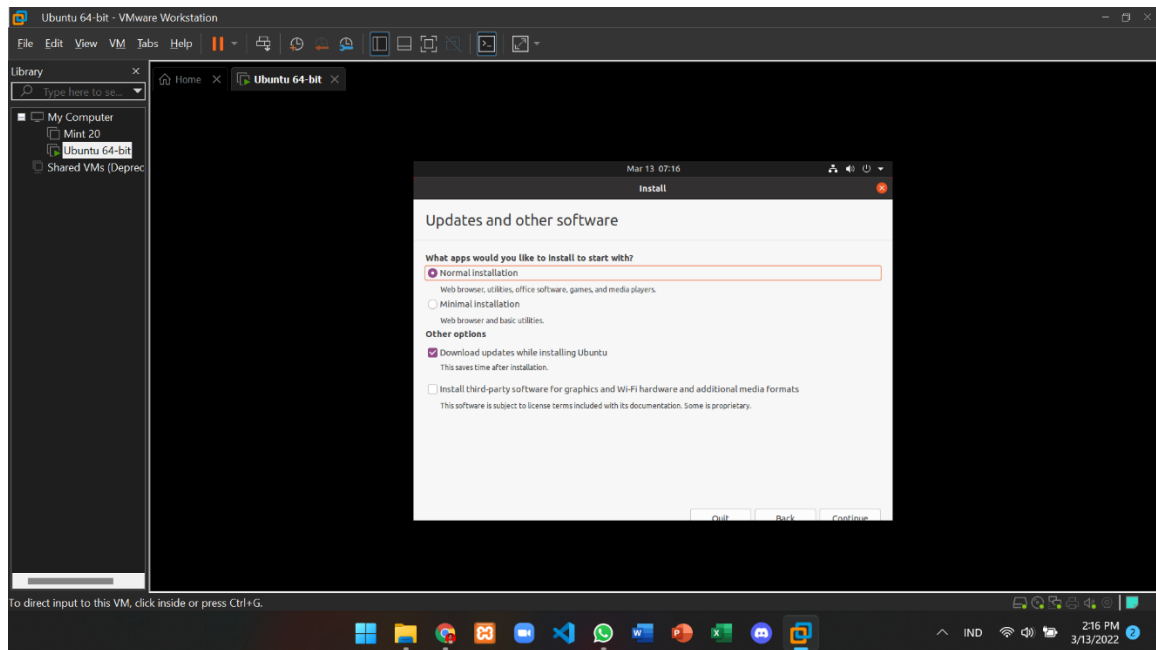 Ubuntu 64-bit - VMware Workstation
File Edit View VM Tabs Help
Library
Type here to se...
Home
Ubuntu 64-bit
My Computer
Mint 20
Ubuntu 64-bit
Shared VMs (Deprec
Mar 13 07:16
Install
Updates and other software
What apps would you like to install to start with?
Normal installation
Web browser, utilities, office software, games, and media players.
Minimal installation
Web browser and basic utilities.
Other options
Download updates while installing Ubuntu
This saves time after installation.
Install third-party software for graphics and Wi-Fi hardware and additional media formats
This software is subject to license terms included with its documentation. Some is proprietary.
Quit Back Continue
To direct input to this VM, click inside or press Ctrl+G.
IND
2:16 PM
3/13/2022
2